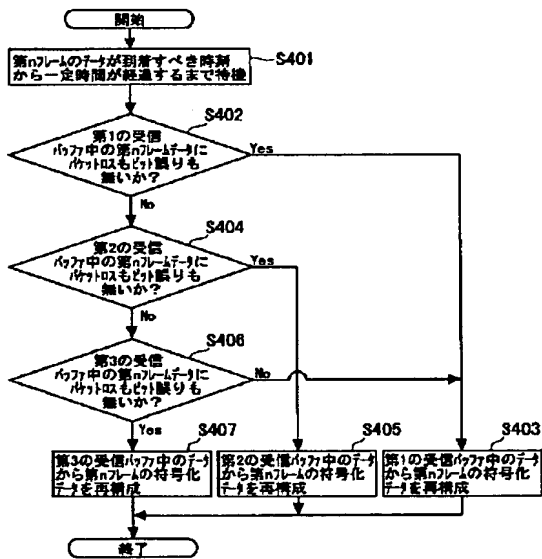 開始
第nフレームのデータが到着すべき時刻
から一定時間が経過するまで待機
S401
S402
第1の受信
バッファ中の第nフレームデータに
パケットロスもビット誤りも
無いか?
Yes
No
S404
第2の受信
バッファ中の第nフレームデータに
パケットロスもビット誤りも
無いか?
Yes
No
S406
第3の受信
バッファ中の第nフレームデータに
パケットロスもビット誤りも
無いか?
No
Yes
S407
第3の受信バッファ中のデータ
から第nフレームの符号化
データを再構成
S405
第2の受信バッファ中のデータ
から第nフレームの符号化
データを再構成
S403
第1の受信バッファ中のデータ
から第nフレームの符号化
データを再構成
終了